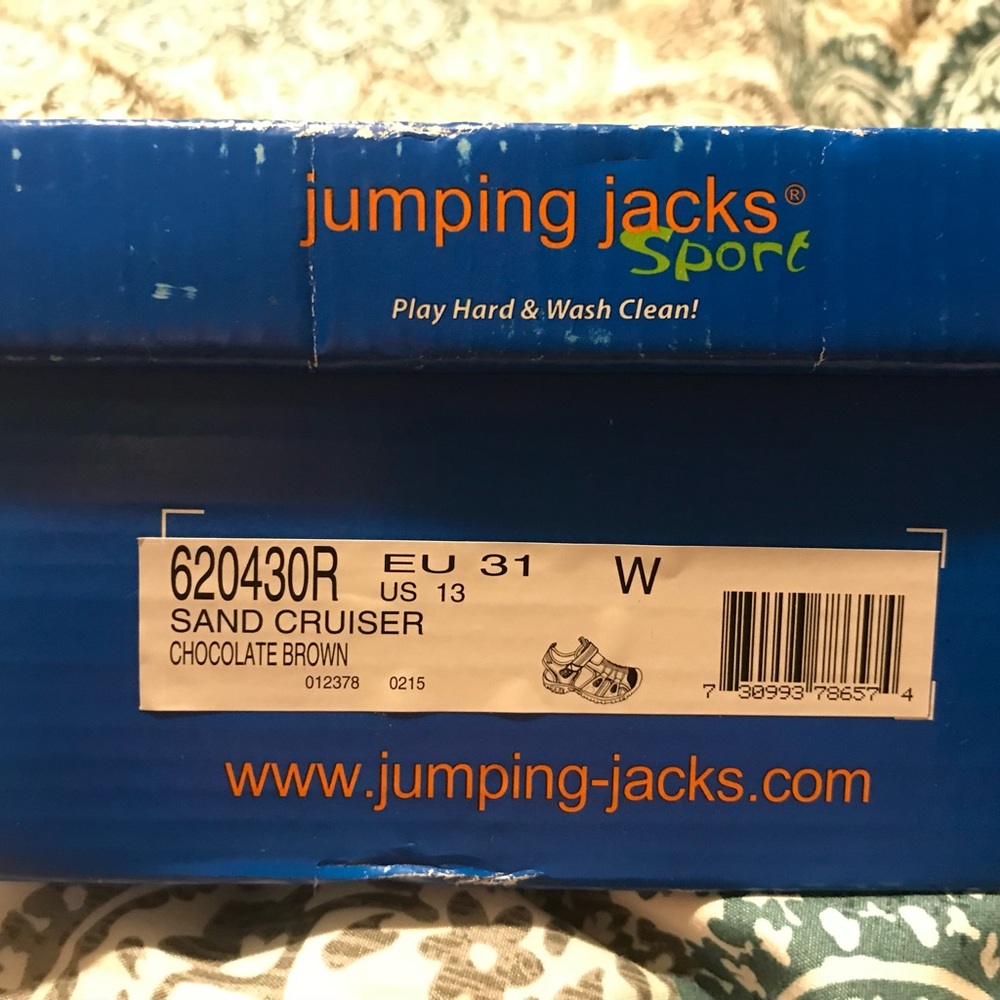 jumping jacks®
Sport
Play Hard & Wash Clean!
620430R EU 31 W
US 13
SAND CRUISER
CHOCOLATE BROWN
012378 0215
7 30993 78657 4
www.jumping-jacks.com